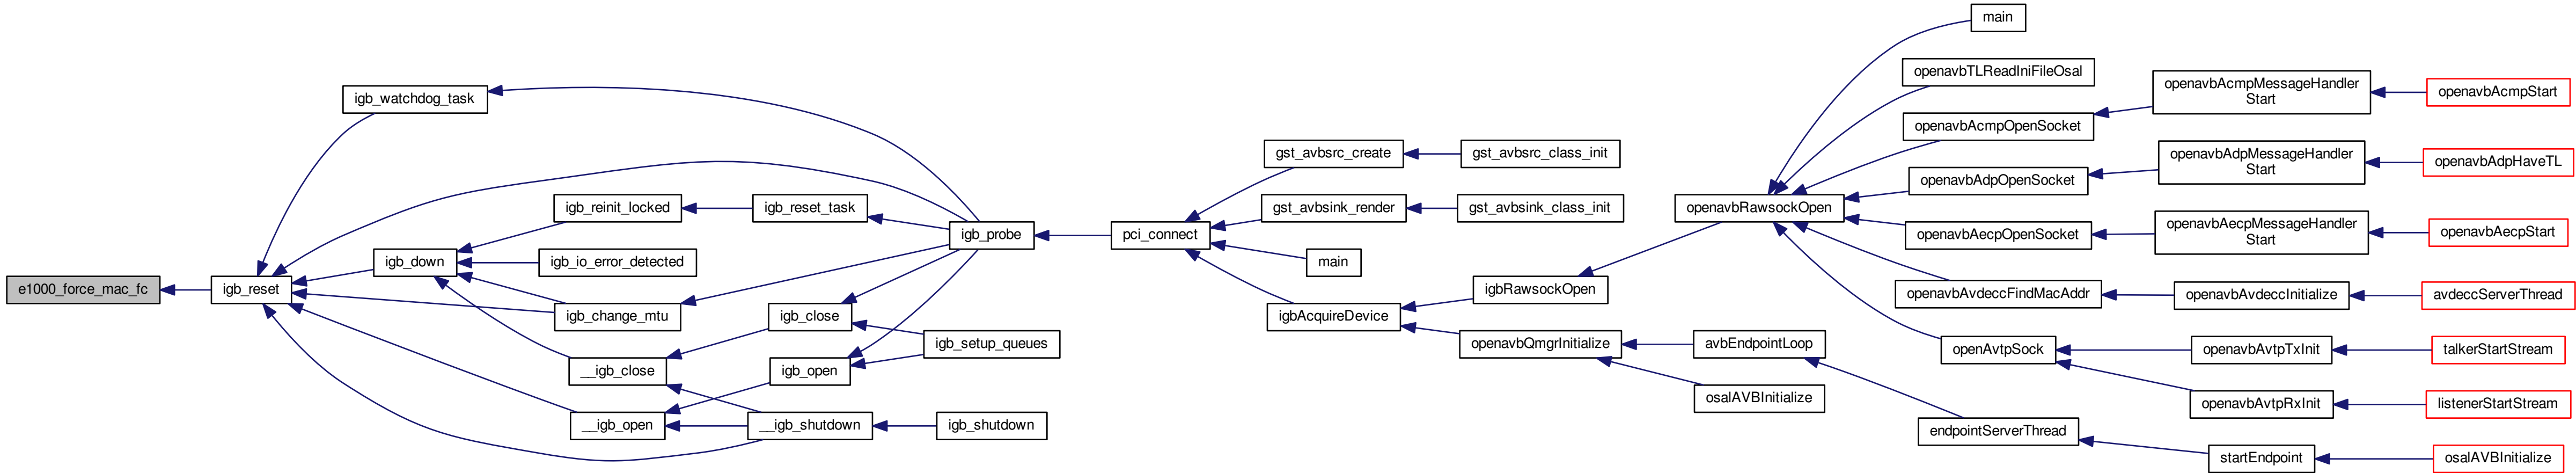 e1000_force_mac_fc
igb_reset
igb_watchdog_task
igb_down
igb_reinit_locked
igb_reset_task
igb_io_error_detected
igb_change_mtu
__igb_close
igb_close
igb_setup_queues
igb_open
__igb_open
__igb_shutdown
igb_shutdown
igb_probe
pci_connect
gst_avbsrc_create
gst_avbsrc_class_init
gst_avbsink_render
gst_avbsink_class_init
main
igbAcquireDevice
igbRawsockOpen
openavbQmgrInitialize
avbEndpointLoop
osalAVBInitialize
openavbRawsockOpen
main
openavbTLReadIniFileOsal
openavbAcmpOpenSocket
openavbAcmpMessageHandler
Start
openavbAcmpStart
openavbAdpOpenSocket
openavbAdpMessageHandler
Start
openavbAdpHaveTL
openavbAecpOpenSocket
openavbAecpMessageHandler
Start
openavbAecpStart
openavbAvdeccFindMacAddr
openavbAvdeccInitialize
avdeccServerThread
openAvtpSock
openavbAvtpTxInit
talkerStartStream
openavbAvtpRxInit
listenerStartStream
endpointServerThread
startEndpoint
osalAVBInitialize